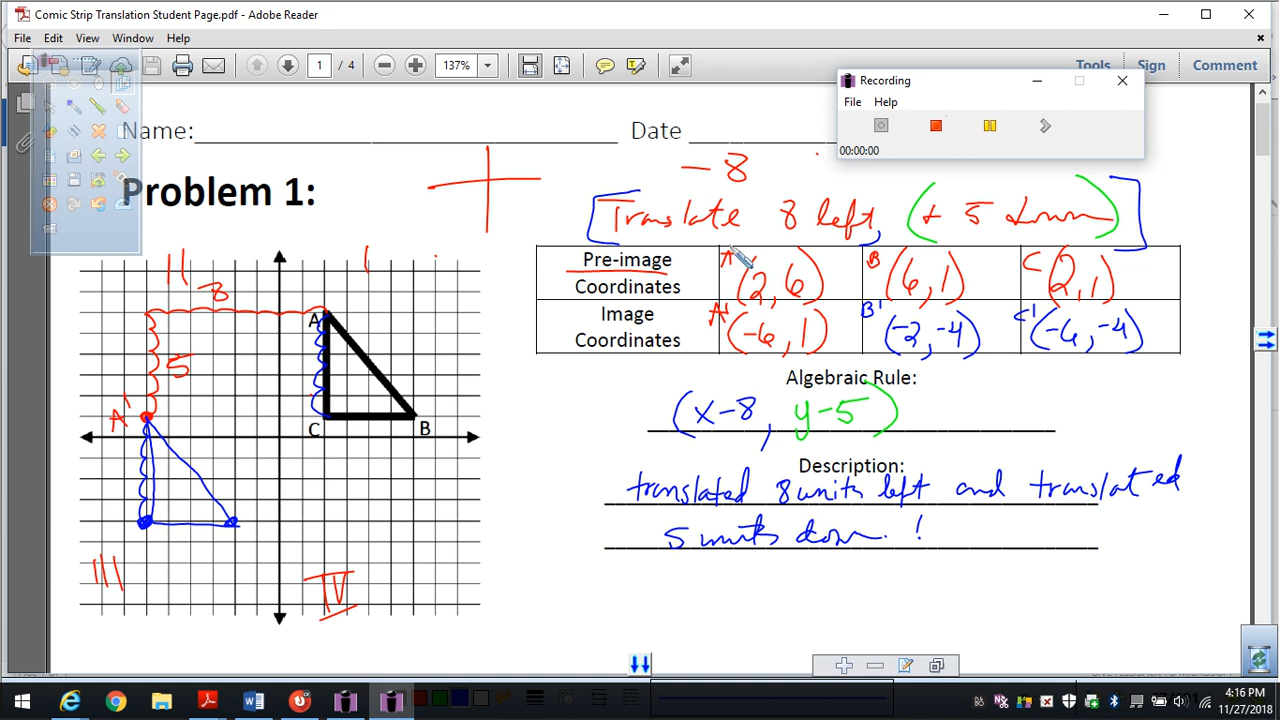 Comic Strip Translation Student Page.pdf - Adobe Reader
File Edit View Window Help
1 / 4 137% Tools Sign Comment
Recording
File Help
00:00:00
Name: Date
Problem 1:
-8
[Translate 8 left, (+ 5 down)]
Pre-image Coordinates A (2, 6) B (6, 1) C (2, 1)
Image Coordinates A' (-6, 1) B' (-2, -4) C' (-6, -4)
Algebraic Rule:
(x-8, y-5)
Description:
translated 8 units left and translated
5 units down. !
II 8 I
A
5
A'
C B
III IV
4:16 PM
11/27/2018